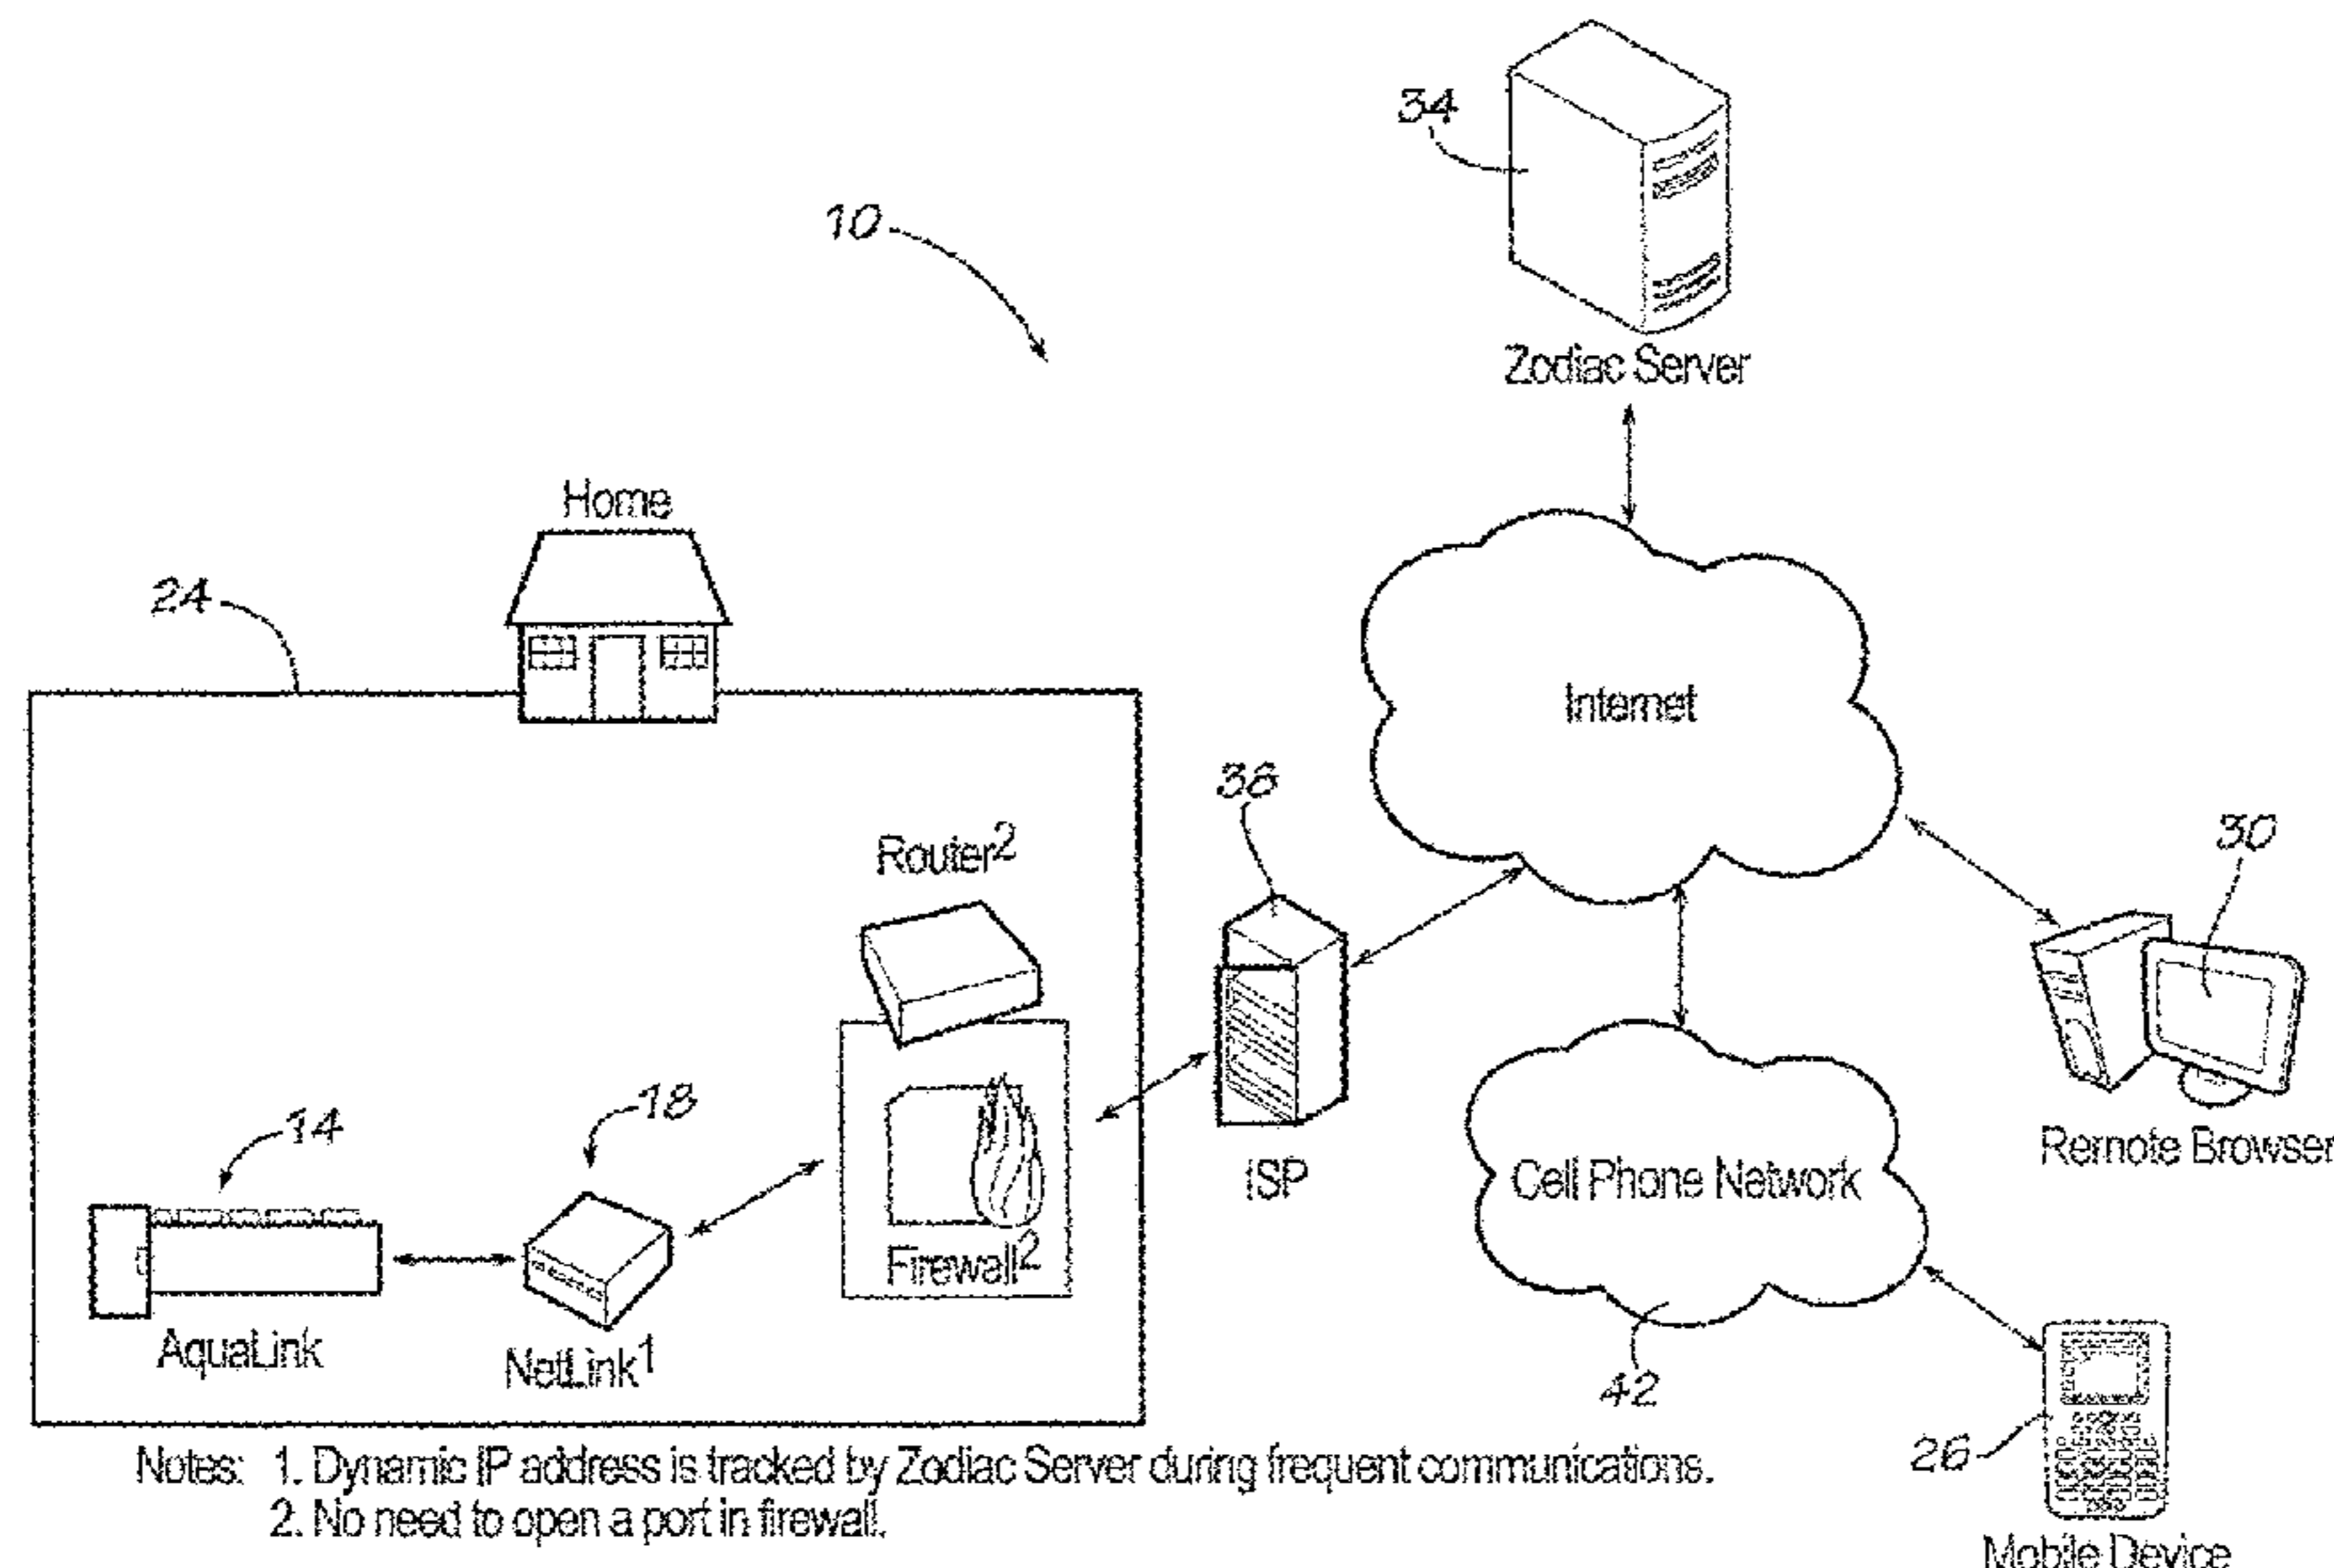 34
10
Zodiac Server
Home
24
Internet
38
30
Router2
18
14
Remote Browser
ISP
Cell Phone Network
Firewall2
AquaLink
NetLink1
42
26
Notes: 1. Dynamic IP address is tracked by Zodiac Server during frequent communications.
2. No need to open a port in firewall.
Mobile Device